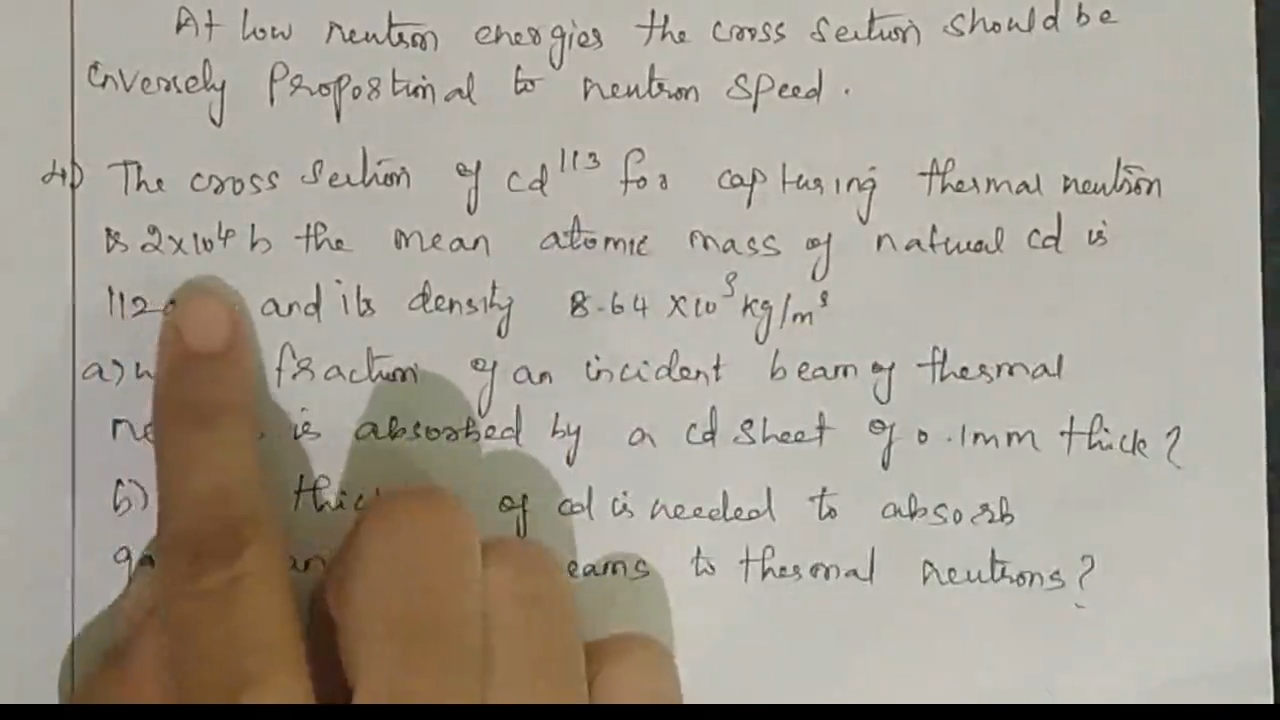 At low neutron energies the cross section should be
inversely Proportional to neutron speed.
4) The cross section of Cd¹¹³ for capturing thermal neutron
is 2×10⁴ b the mean atomic mass of natural Cd is
112 and its density 8.64 ×10³ kg/m³
a) fraction of an incident beam of thermal
is absorbed by a Cd sheet of 0.1mm thick?
b) of Cd is needed to absorb
to thermal neutrons?